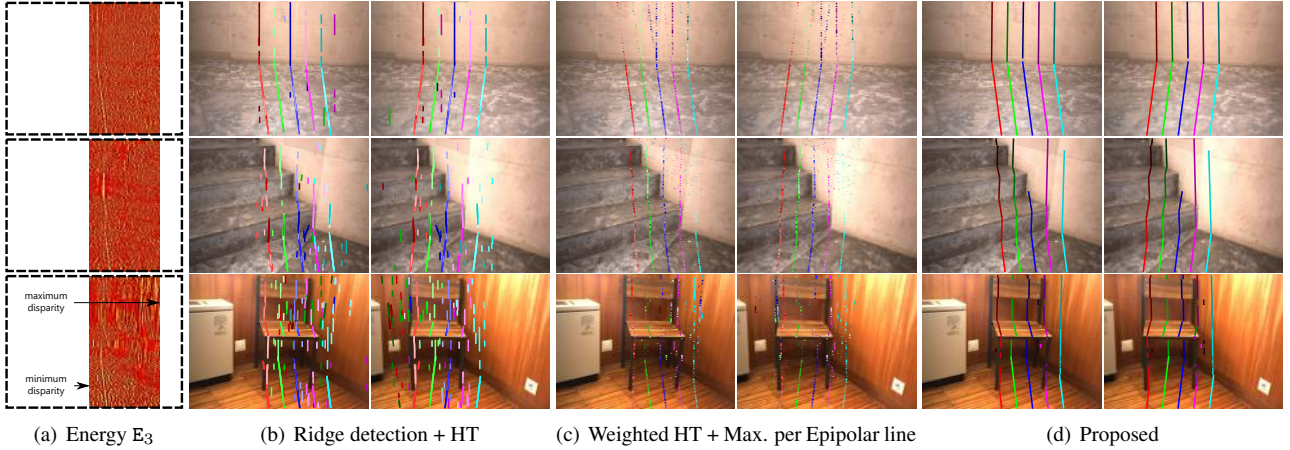 maximum
disparity
minimum
disparity
(a) Energy E₃
(b) Ridge detection + HT
(c) Weighted HT + Max. per Epipolar line
(d) Proposed